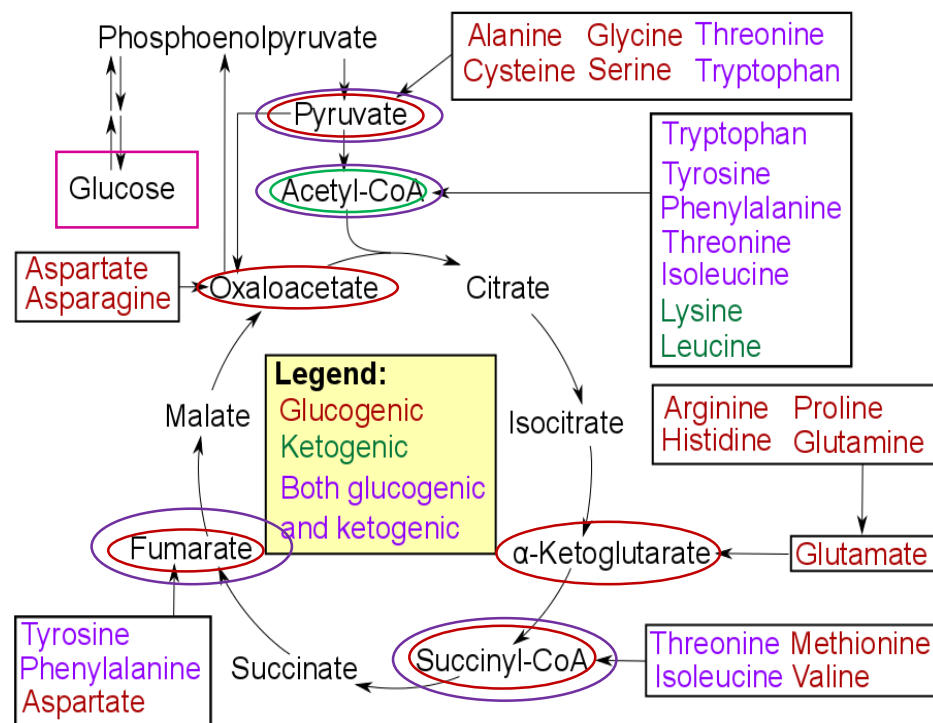 Phosphoenolpyruvate
Alanine Glycine Threonine
Cysteine Serine Tryptophan
Pyruvate
Glucose
Acetyl-CoA
Tryptophan
Tyrosine
Phenylalanine
Threonine
Isoleucine
Lysine
Leucine
Aspartate
Asparagine
Oxaloacetate
Citrate
Legend:
Glucogenic
Ketogenic
Both glucogenic
and ketogenic
Malate
Isocitrate
Arginine Proline
Histidine Glutamine
Fumarate
α-Ketoglutarate
Glutamate
Tyrosine
Phenylalanine
Aspartate
Succinate
Succinyl-CoA
Threonine Methionine
Isoleucine Valine